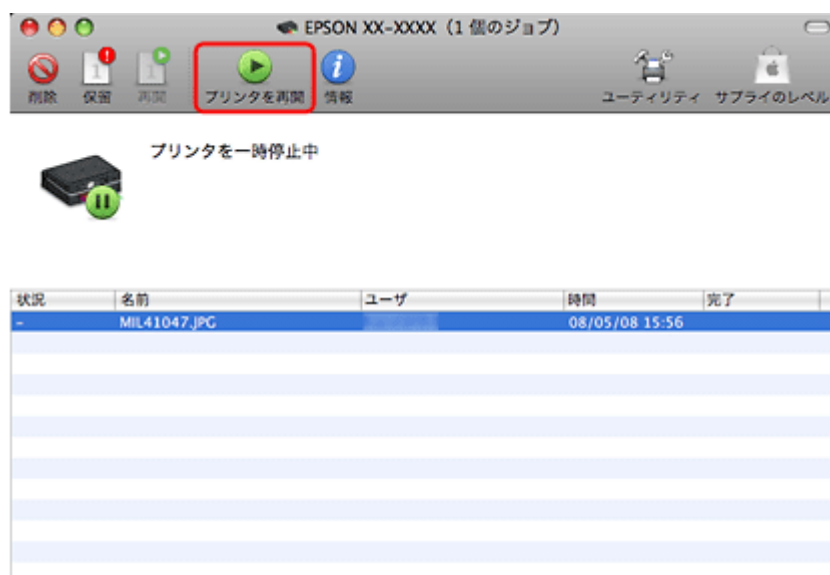 EPSON XX-XXXX（1 個のジョブ）
削除 保留 再開 プリンタを再開 情報 ユーティリティ サプライのレベル
プリンタを一時停止中
状況 名前 ユーザ 時間 完了
- MIL41047.JPG 08/05/08 15:56